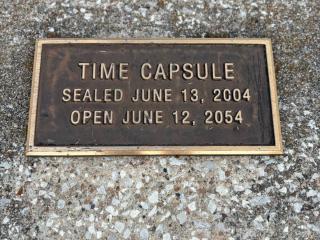 TIME CAPSULE
SEALED JUNE 13, 2004
OPEN JUNE 12, 2054